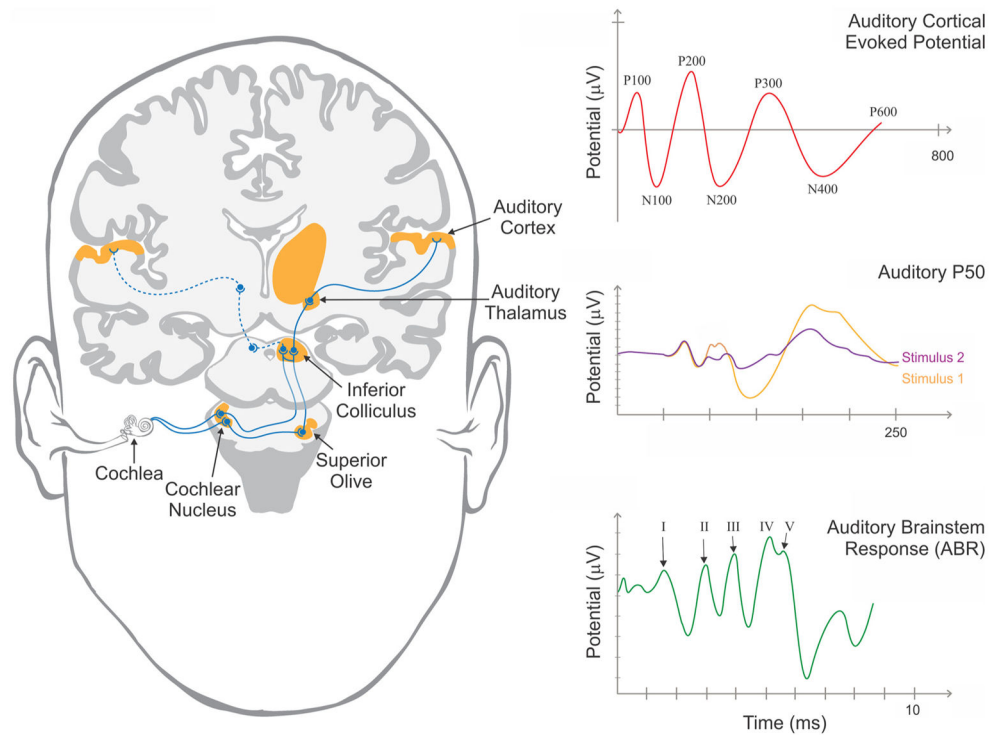 Auditory
Cortex
Auditory
Thalamus
Inferior
Colliculus
Superior
Olive
Cochlea
Cochlear
Nucleus
Auditory Cortical
Evoked Potential
Potential (μV)
P100
P200
P300
P600
N100
N200
N400
800
Auditory P50
Potential (μV)
Stimulus 2
Stimulus 1
250
Auditory Brainstem
Response (ABR)
Potential (μV)
I II III IV V
10
Time (ms)